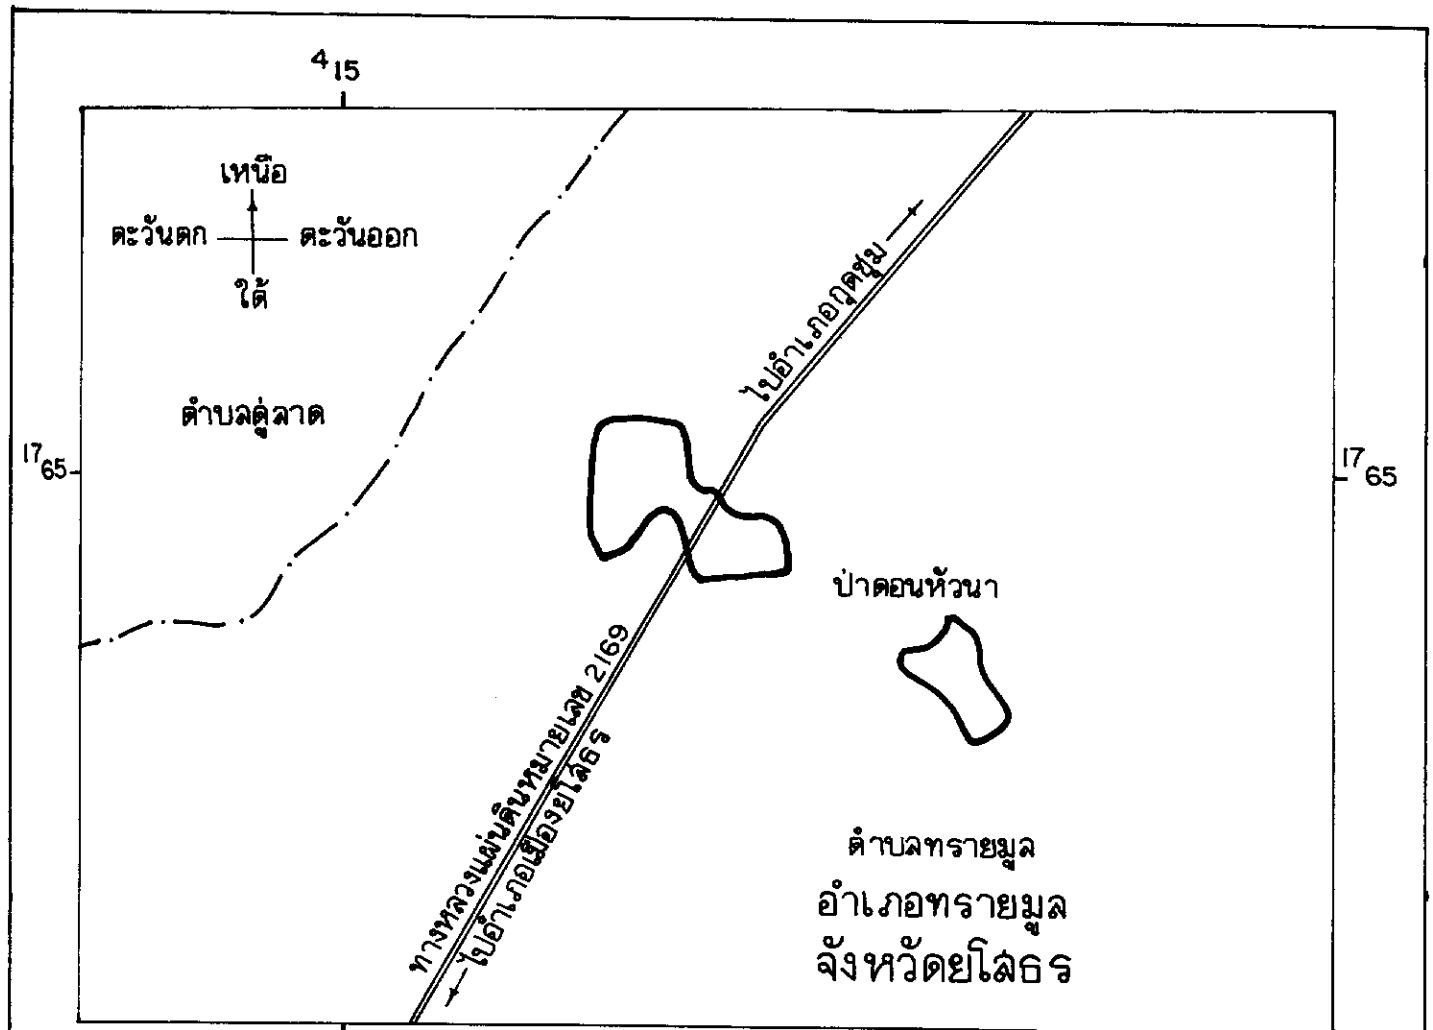 415
เหนือ
ตะวันตก
ตะวันออก
ใต้
ไปอำเภอกุดชุม
ตำบลดู่ลาด
1765
1765
ป่าดอนหัวนา
ทางหลวงแผ่นดินหมายเลข 2169
ไปอำเภอเมืองยโสธร
ตำบลทรายมูล
อำเภอทรายมูล
จังหวัดยโสธร